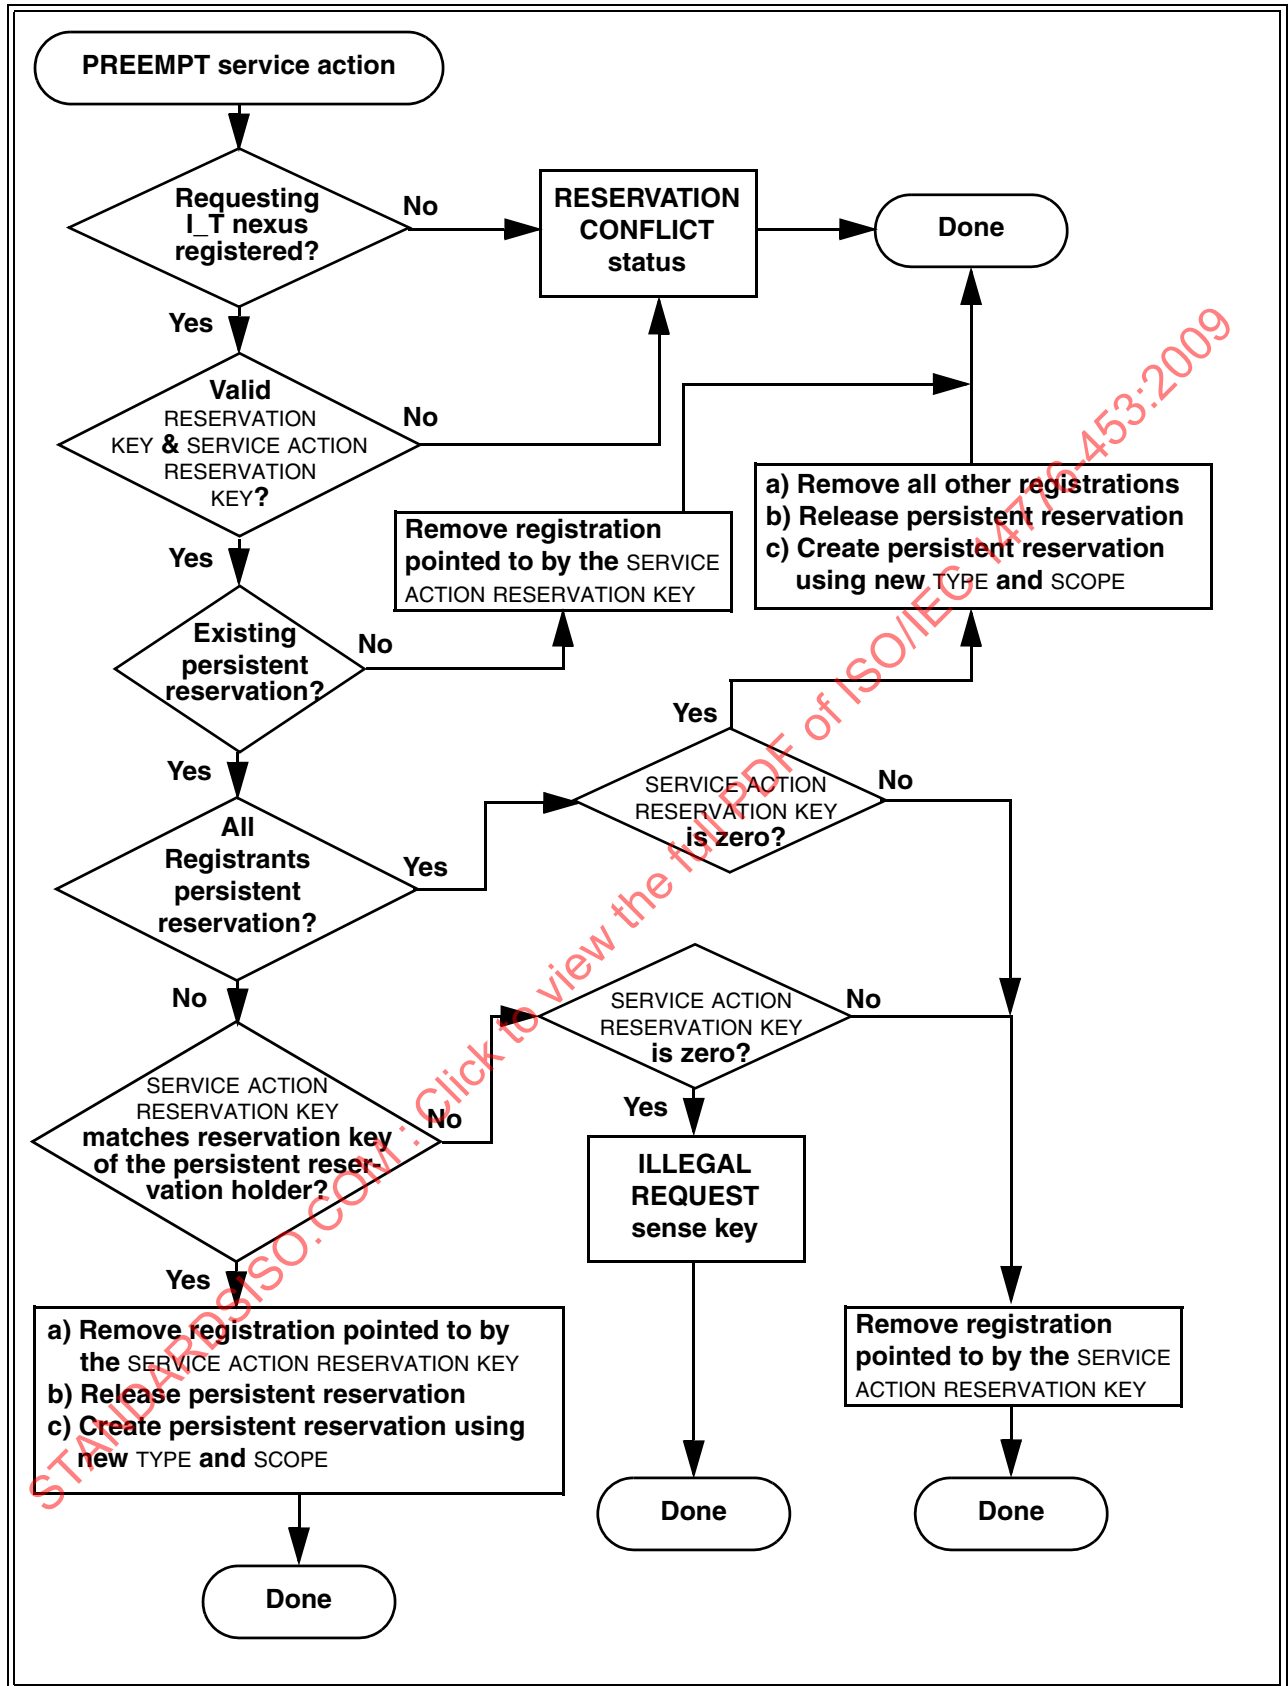 PREEMPT service action
Requesting
I_T nexus
registered?
No
RESERVATION
CONFLICT
status
Done
Yes
Valid
RESERVATION
KEY & SERVICE ACTION
RESERVATION
KEY?
No
Yes
Remove registration
pointed to by the SERVICE
ACTION RESERVATION KEY
a) Remove all other registrations
b) Release persistent reservation
c) Create persistent reservation
using new TYPE and SCOPE
Existing
persistent
reservation?
No
Yes
Yes
SERVICE ACTION
RESERVATION KEY
is zero?
No
All
Registrants
persistent
reservation?
Yes
No
SERVICE ACTION
RESERVATION KEY
is zero?
No
Yes
SERVICE ACTION
RESERVATION KEY
matches reservation key
of the persistent reser-
vation holder?
No
Yes
ILLEGAL
REQUEST
sense key
a) Remove registration pointed to by
the SERVICE ACTION RESERVATION KEY
b) Release persistent reservation
c) Create persistent reservation using
new TYPE and SCOPE
Remove registration
pointed to by the SERVICE
ACTION RESERVATION KEY
Done
Done
Done
STANDARDSISO.COM : Click to view the full PDF of ISO/IEC 14776-453:2009